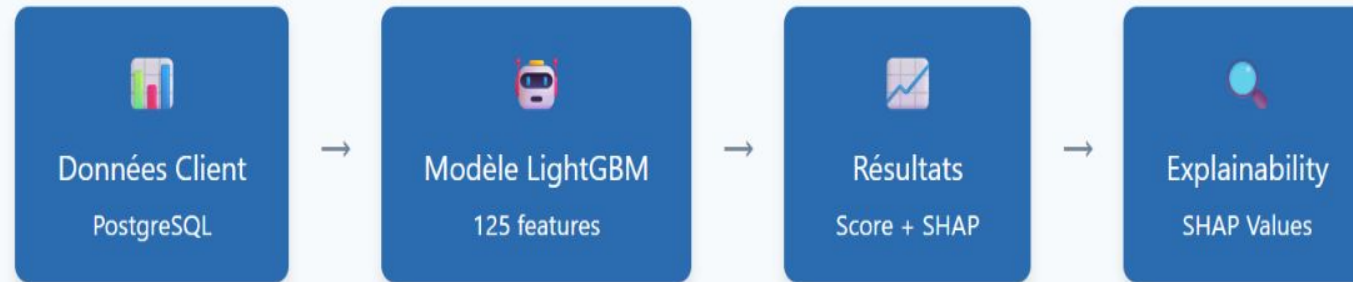 Données Client
PostgreSQL
→
Modèle LightGBM
125 features
→
Résultats
Score + SHAP
→
Explainability
SHAP Values